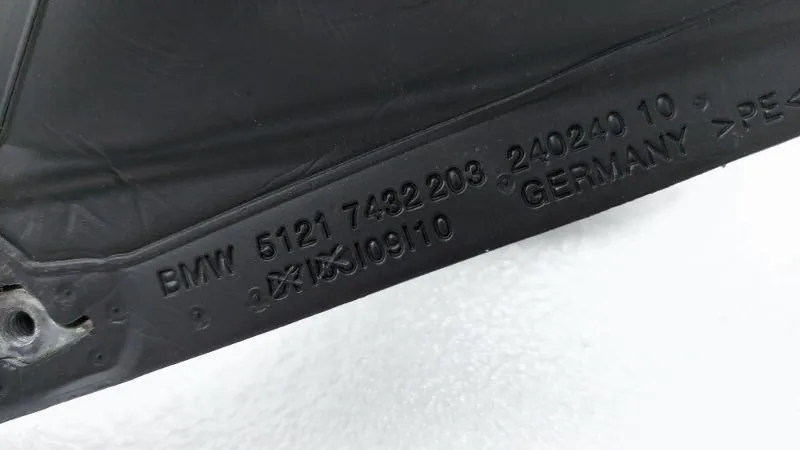 BMW 5121 7432 203 240240 10
/09/10 GERMANY >PE<